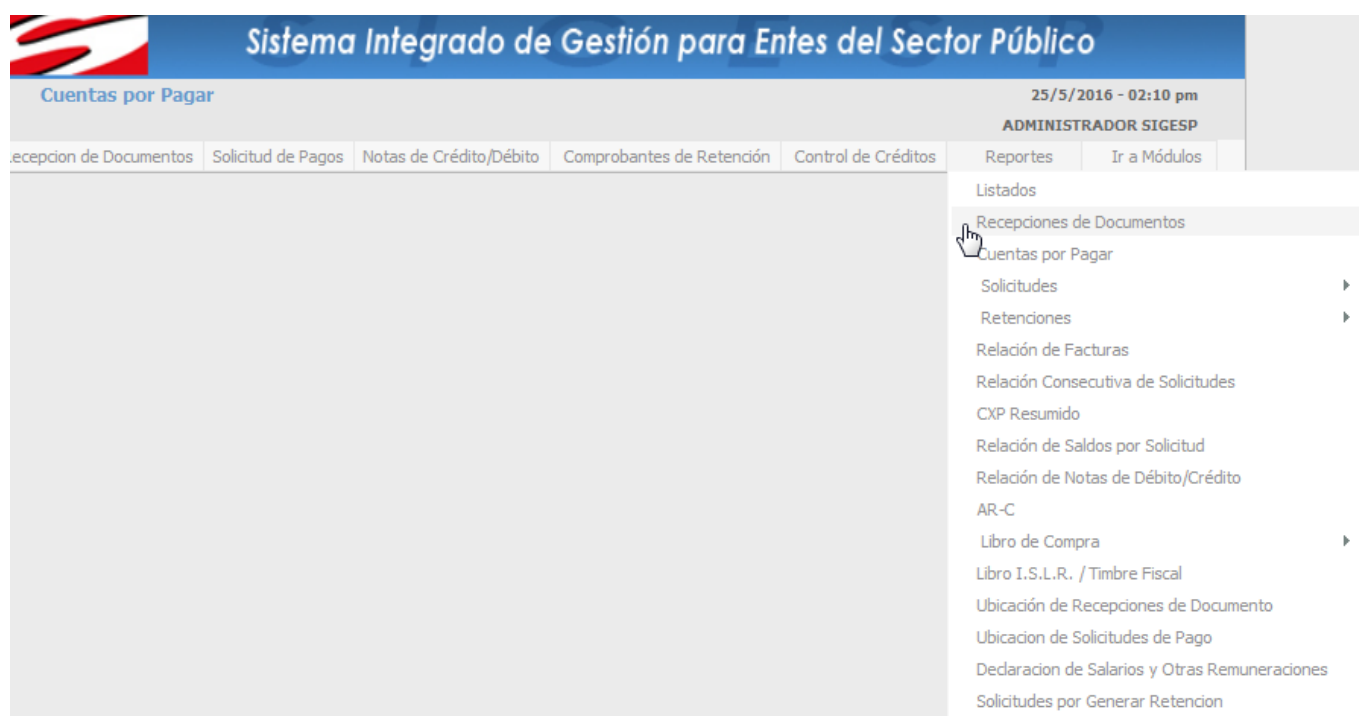 Sistema Integrado de Gestión para Entes del Sector Público
Cuentas por Pagar
25/5/2016 - 02:10 pm
ADMINISTRADOR SIGESP
ecepcion de Documentos Solicitud de Pagos Notas de Crédito/Débito Comprobantes de Retención Control de Créditos Reportes Ir a Módulos
Listados
Recepciones de Documentos
Cuentas por Pagar
Solicitudes
Retenciones
Relación de Facturas
Relación Consecutiva de Solicitudes
CXP Resumido
Relación de Saldos por Solicitud
Relación de Notas de Débito/Crédito
AR-C
Libro de Compra
Libro I.S.L.R. / Timbre Fiscal
Ubicación de Recepciones de Documento
Ubicacion de Solicitudes de Pago
Declaracion de Salarios y Otras Remuneraciones
Solicitudes por Generar Retencion